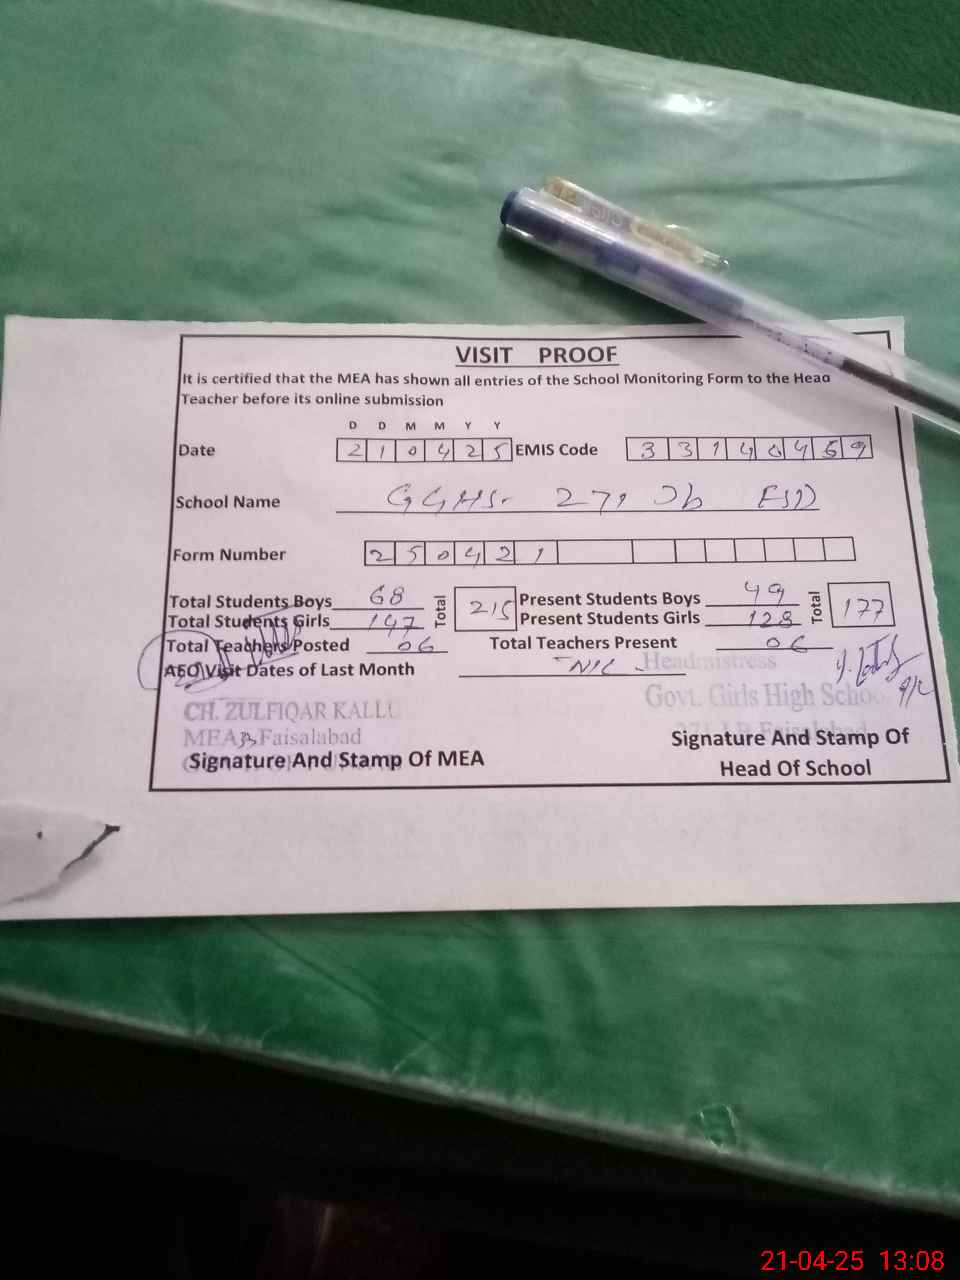 VISIT PROOF
It is certified that the MEA has shown all entries of the School Monitoring Form to the Head
Teacher before its online submission
D D M M Y Y
Date 2 1 0 4 2 5 EMIS Code 3 3 1 4 0 4 6 9
School Name GGHS. 271 Jb FSD
Form Number 2 5 0 4 2 1
Total Students Boys 68 Total 215 Present Students Boys 49 Total 177
Total Students Girls 147 Present Students Girls 128
Total Teachers Posted 06 Total Teachers Present 06
AEO Visit Dates of Last Month NIL
Headmistress
CH. ZULFIQAR KALLU Govt. Girls High School
MEA 33 Faisalabad 271 J.B Faisalabad
Signature And Stamp Of MEA Signature And Stamp Of
Head Of School
21-04-25 13:08